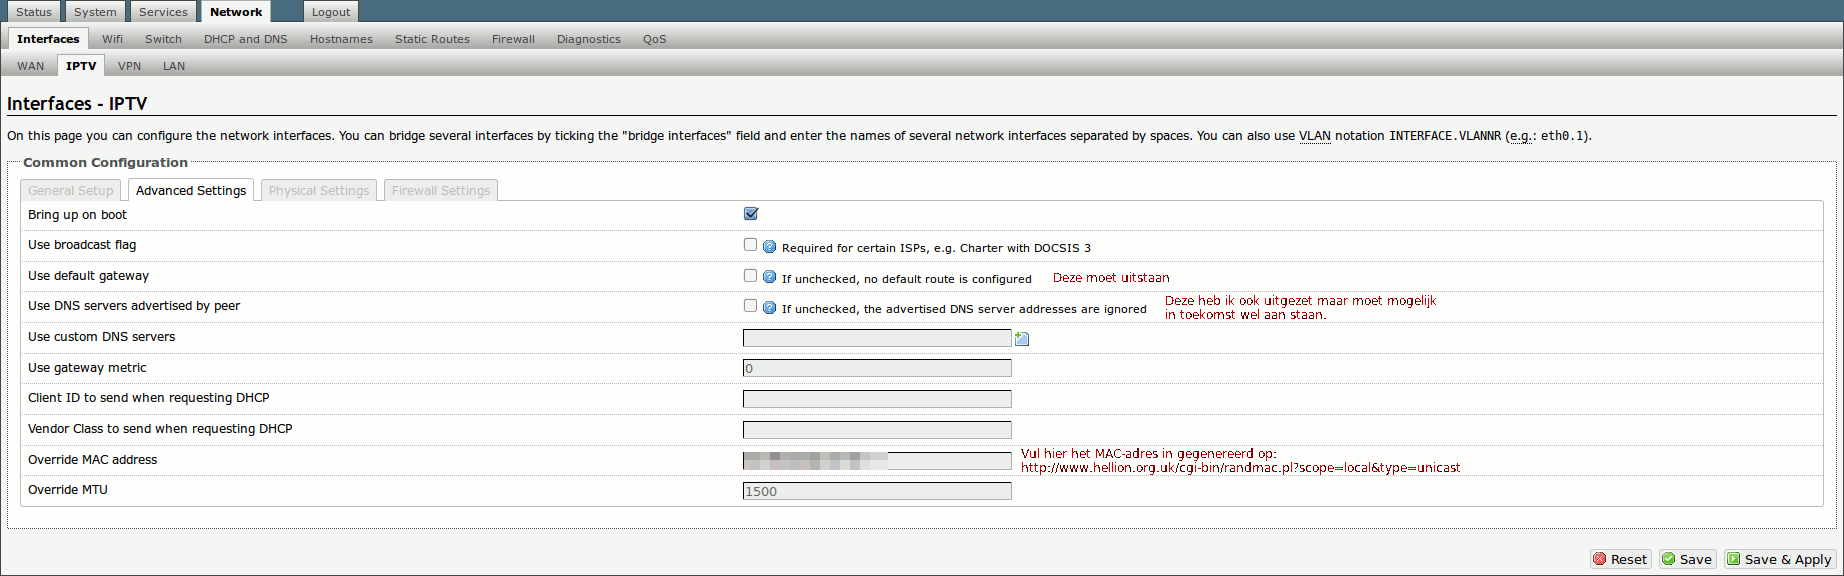 Status System Services Network Logout
Interfaces Wifi Switch DHCP and DNS Hostnames Static Routes Firewall Diagnostics QoS
WAN IPTV VPN LAN
Interfaces - IPTV
On this page you can configure the network interfaces. You can bridge several interfaces by ticking the "bridge interfaces" field and enter the names of several network interfaces separated by spaces. You can also use VLAN notation INTERFACE.VLANNR (e.g.: eth0.1).
Common Configuration
General Setup Advanced Settings Physical Settings Firewall Settings
Bring up on boot
Use broadcast flag Required for certain ISPs, e.g. Charter with DOCSIS 3
Use default gateway If unchecked, no default route is configured Deze moet uitstaan
Use DNS servers advertised by peer If unchecked, the advertised DNS server addresses are ignored Deze heb ik ook uitgezet maar moet mogelijk
in toekomst wel aan staan.
Use custom DNS servers
Use gateway metric 0
Client ID to send when requesting DHCP
Vendor Class to send when requesting DHCP
Override MAC address Vul hier het MAC-adres in gegenereerd op:
http://www.hellion.org.uk/cgi-bin/randmac.pl?scope=local&type=unicast
Override MTU 1500
Reset Save Save & Apply